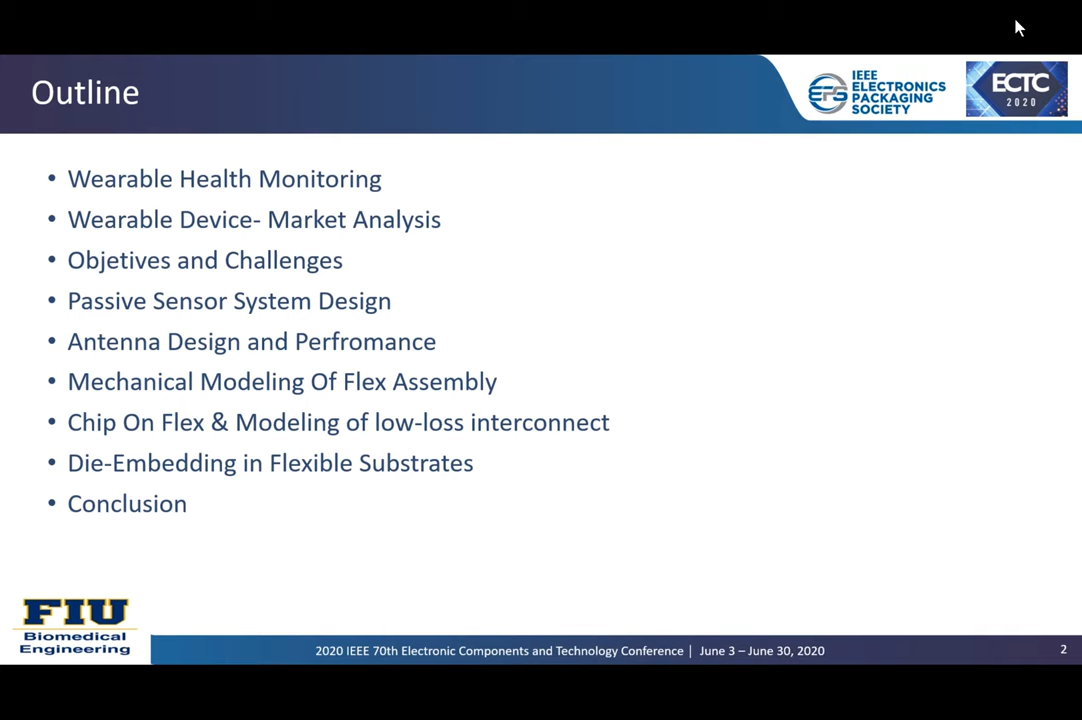 Outline
IEEE
ELECTRONICS
PACKAGING
SOCIETY
EPS
ECTC
2020
• Wearable Health Monitoring
• Wearable Device- Market Analysis
• Objetives and Challenges
• Passive Sensor System Design
• Antenna Design and Perfromance
• Mechanical Modeling Of Flex Assembly
• Chip On Flex & Modeling of low-loss interconnect
• Die-Embedding in Flexible Substrates
• Conclusion
FIU
Biomedical
Engineering
2020 IEEE 70th Electronic Components and Technology Conference | June 3 – June 30, 2020
2